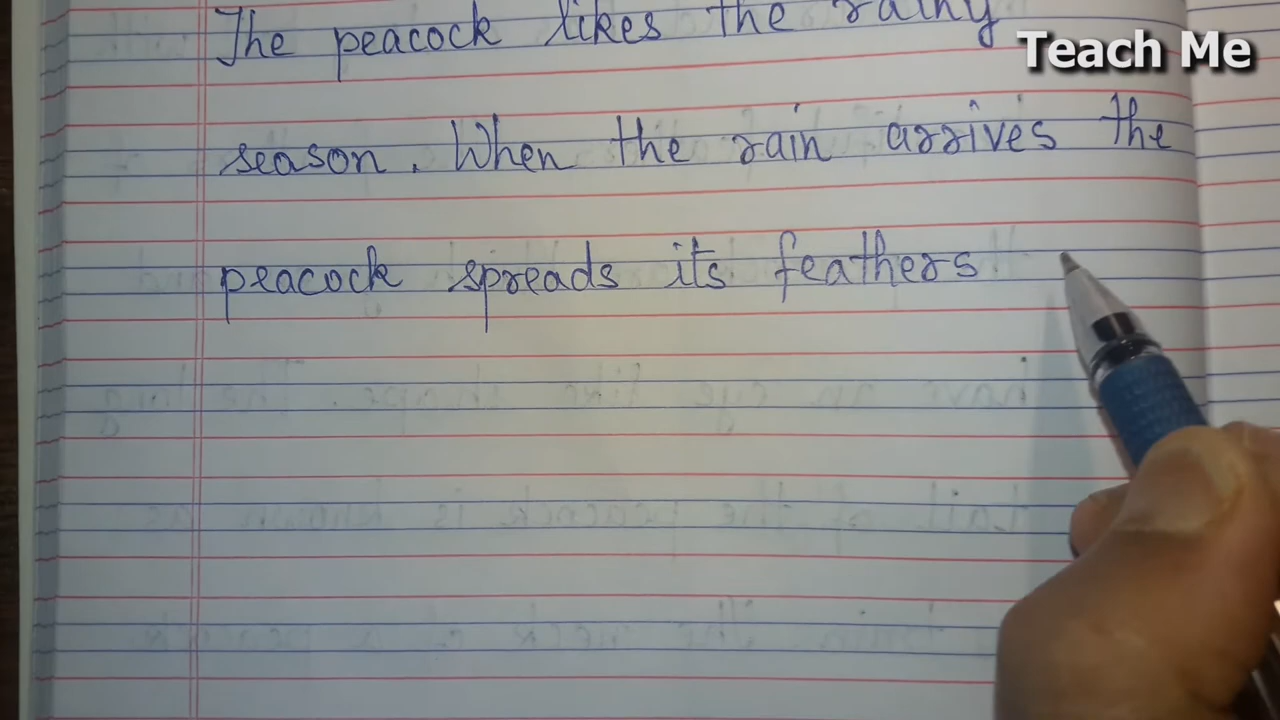 The peacock likes the rainy
Teach Me
season. When the rain arrives the
peacock spreads its feathers